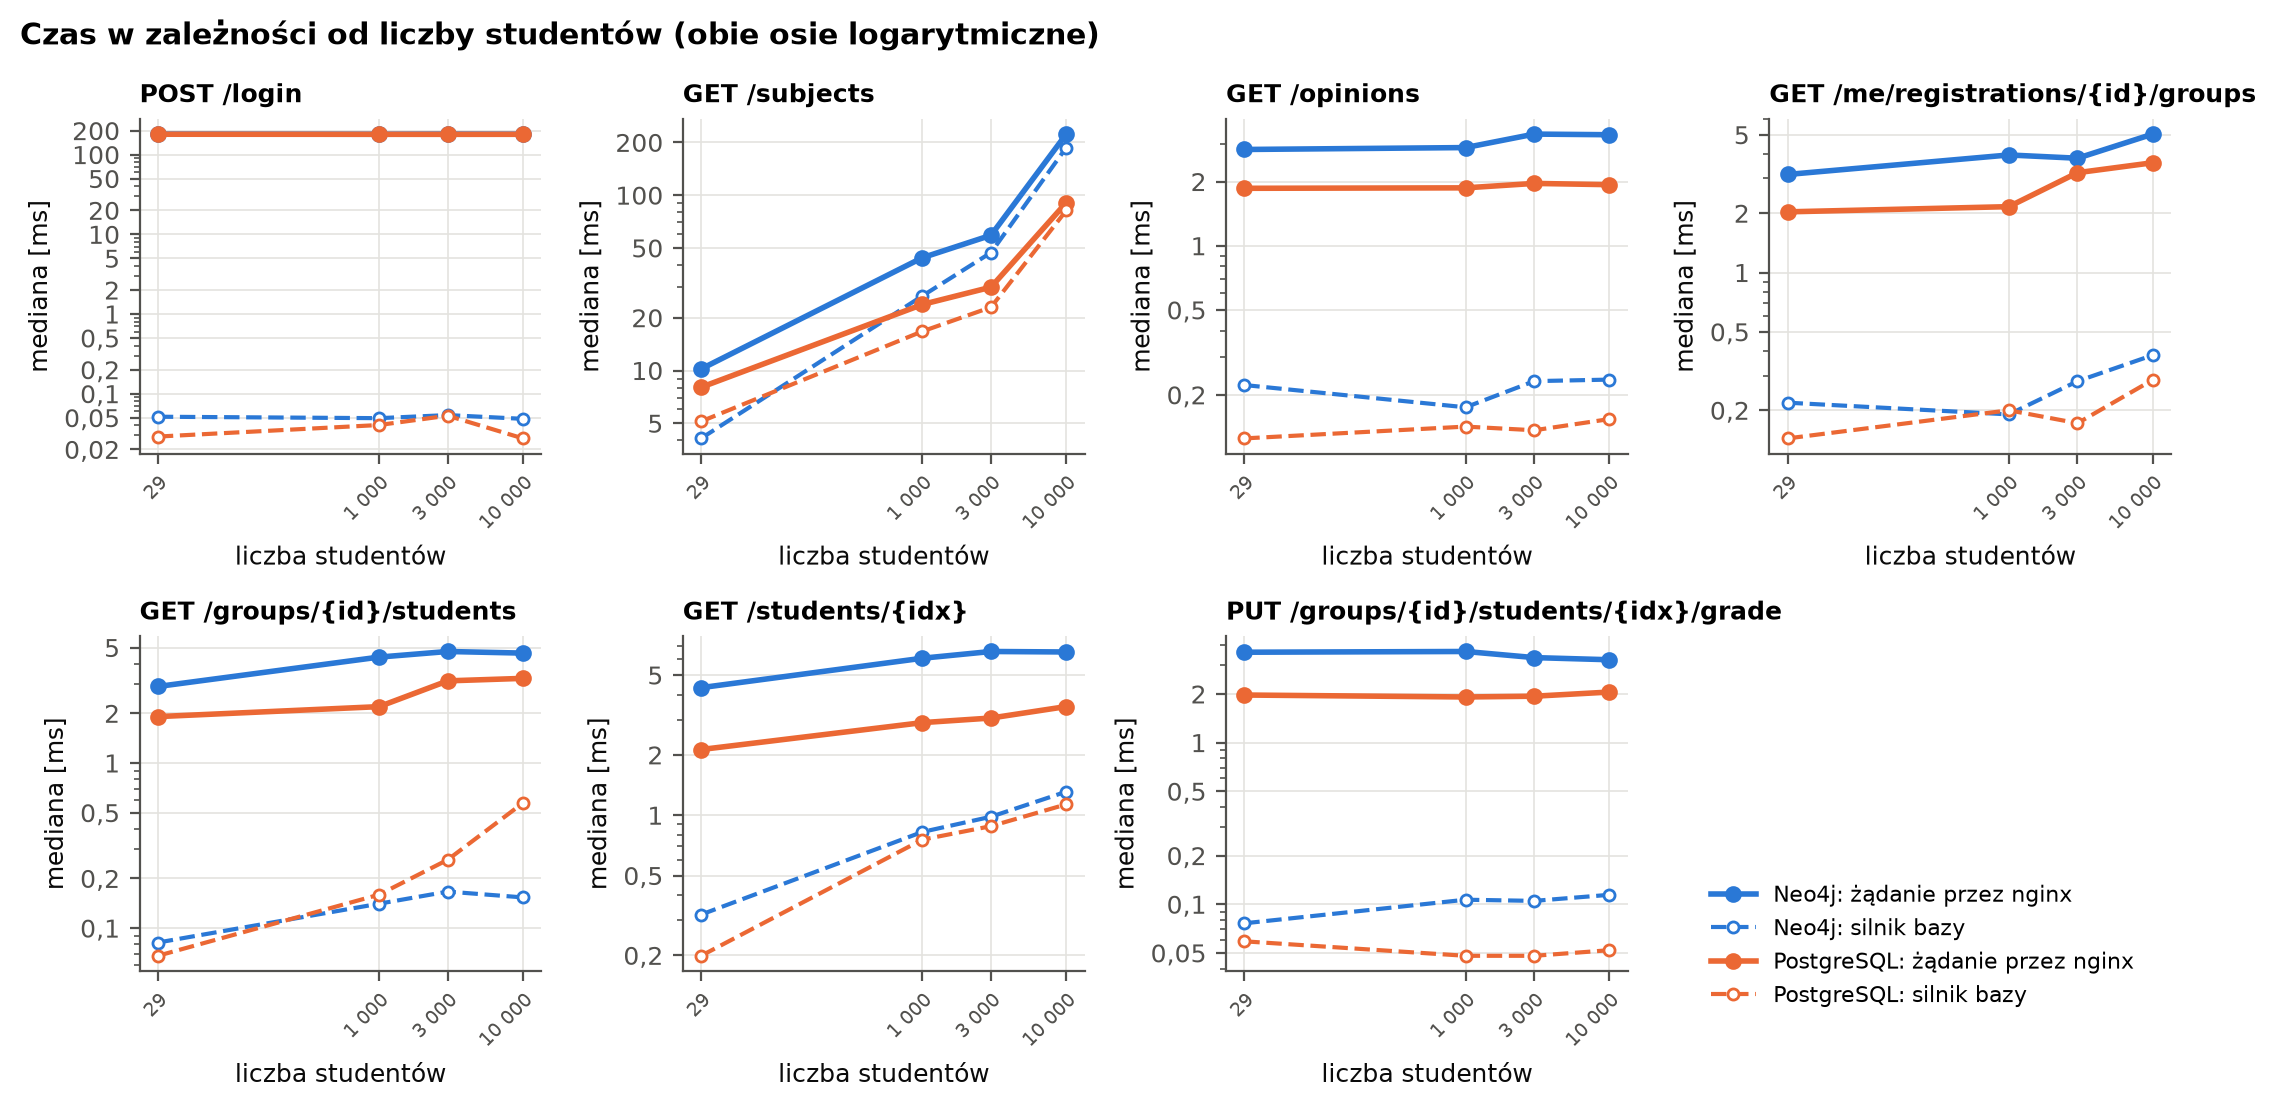 Czas w zależności od liczby studentów (obie osie logarytmiczne)
POST /login
200
100
50
20
10
5
2
1
0,5
0,2
0,1
0,05
0,02
mediana [ms]
29
1 000
3 000
10 000
liczba studentów
GET /subjects
200
100
50
20
10
5
mediana [ms]
29
1 000
3 000
10 000
liczba studentów
GET /opinions
2
1
0,5
0,2
mediana [ms]
29
1 000
3 000
10 000
liczba studentów
GET /me/registrations/{id}/groups
5
2
1
0,5
0,2
mediana [ms]
29
1 000
3 000
10 000
liczba studentów
GET /groups/{id}/students
5
2
1
0,5
0,2
0,1
mediana [ms]
29
1 000
3 000
10 000
liczba studentów
GET /students/{idx}
5
2
1
0,5
0,2
mediana [ms]
29
1 000
3 000
10 000
liczba studentów
PUT /groups/{id}/students/{idx}/grade
2
1
0,5
0,2
0,1
0,05
mediana [ms]
29
1 000
3 000
10 000
liczba studentów
Neo4j: żądanie przez nginx
Neo4j: silnik bazy
PostgreSQL: żądanie przez nginx
PostgreSQL: silnik bazy